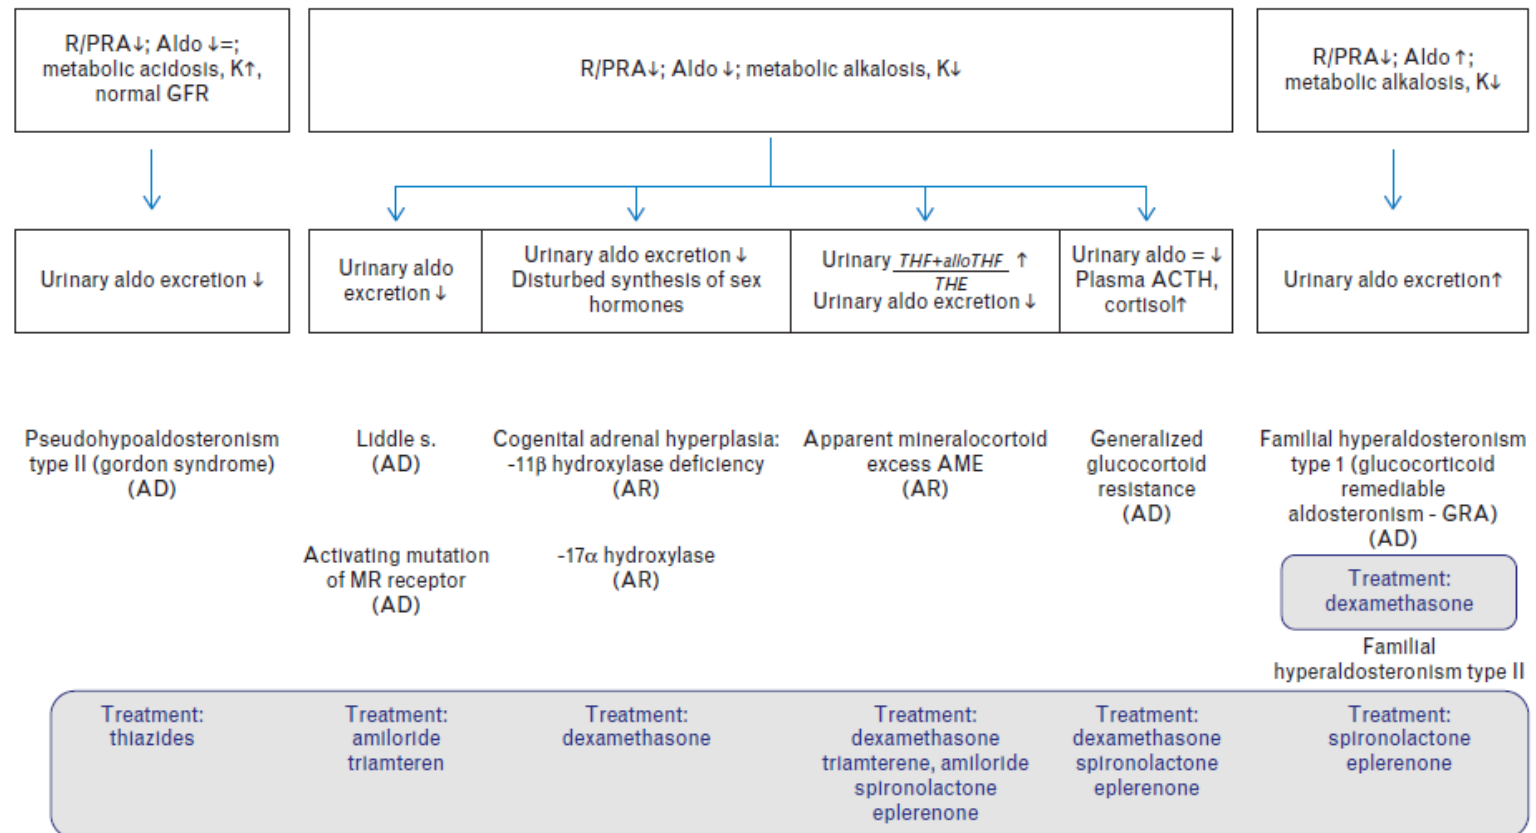 R/PRA↓; Aldo ↓=;
metabolic acidosis, K↑,
normal GFR
R/PRA↓; Aldo ↓; metabolic alkalosis, K↓
R/PRA↓; Aldo ↑;
metabolic alkalosis, K↓
Urinary aldo excretion ↓
Urinary aldo
excretion ↓
Urinary aldo excretion ↓
Disturbed synthesis of sex
hormones
Urinary THF+alloTHF ↑
THE
Urinary aldo excretion ↓
Urinary aldo = ↓
Plasma ACTH,
cortisol↑
Urinary aldo excretion↑
Pseudohypoaldosteronism
type II (gordon syndrome)
(AD)
Liddle s.
(AD)
Activating mutation
of MR receptor
(AD)
Cogenital adrenal hyperplasia:
-11β hydroxylase deficiency
(AR)
-17α hydroxylase
(AR)
Apparent mineralocortoid
excess AME
(AR)
Generalized
glucocortoid
resistance
(AD)
Familial hyperaldosteronism
type 1 (glucocorticoid
remediable
aldosteronism - GRA)
(AD)
Treatment:
dexamethasone
Familial
hyperaldosteronism type II
Treatment:
thiazides
Treatment:
amiloride
triamteren
Treatment:
dexamethasone
Treatment:
dexamethasone
triamterene, amiloride
spironolactone
eplerenone
Treatment:
dexamethasone
spironolactone
eplerenone
Treatment:
spironolactone
eplerenone